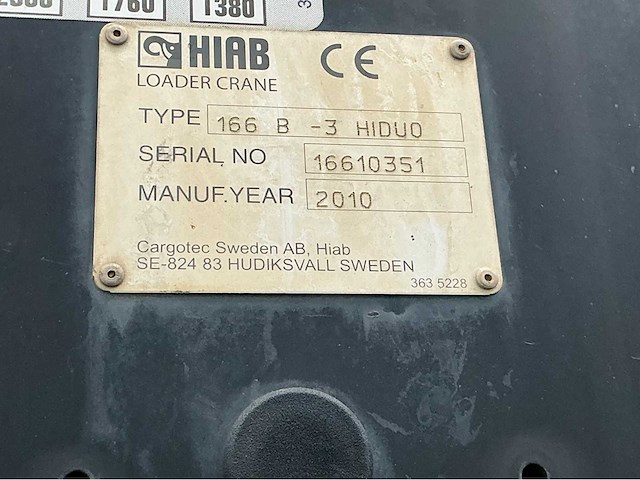 1760
1380
HIAB CE
LOADER CRANE
TYPE 166 B -3 HIDUO
SERIAL NO 16610351
MANUF.YEAR 2010
Cargotec Sweden AB, Hiab
SE-824 83 HUDIKSVALL SWEDEN
363 5228